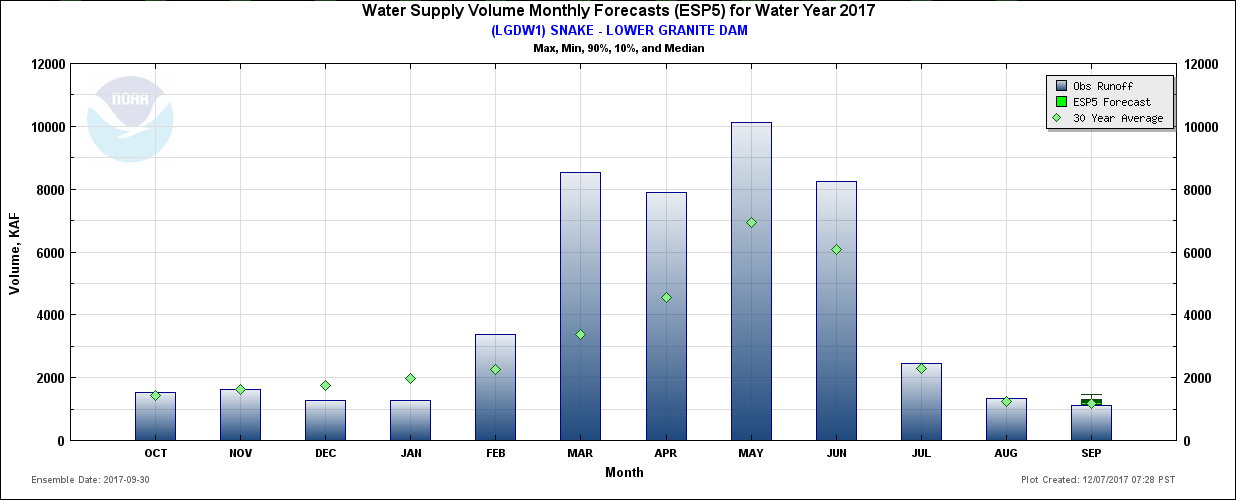 Water Supply Volume Monthly Forecasts (ESP5) for Water Year 2017
(LGDW1) SNAKE - LOWER GRANITE DAM
Max, Min, 90%, 10%, and Median
NOAA
Obs Runoff
ESP5 Forecast
30 Year Average
Volume, KAF
12000 12000
10000 10000
8000 8000
6000 6000
4000 4000
2000 2000
0 0
OCT NOV DEC JAN FEB MAR APR MAY JUN JUL AUG SEP
Month
Ensemble Date: 2017-09-30
Plot Created: 12/07/2017 07:28 PST